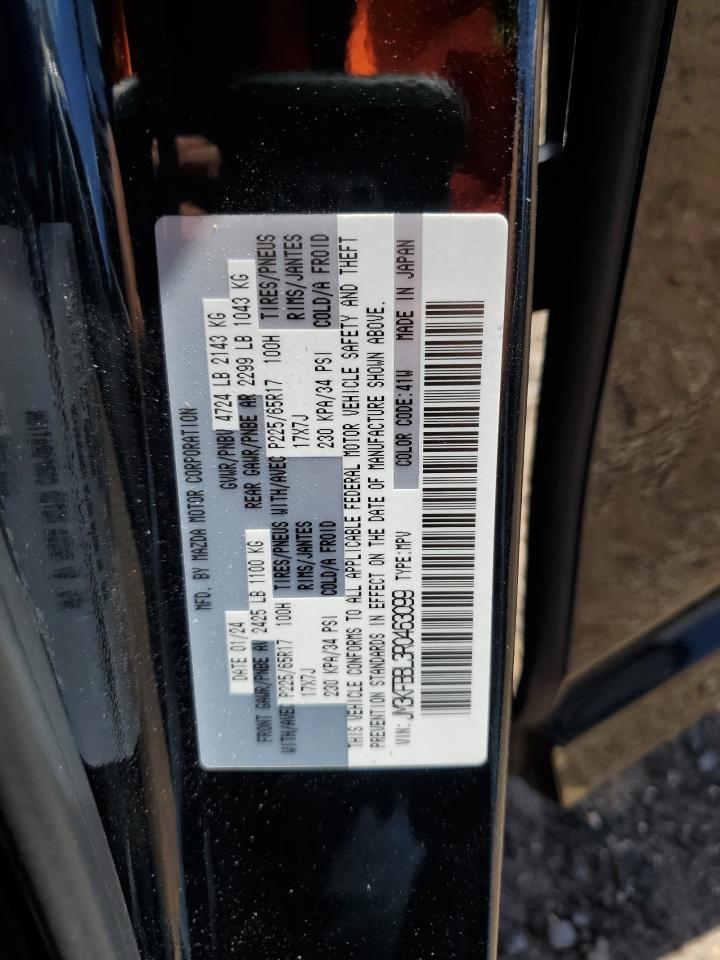 MFD. BY MAZDA MOTOR CORPORATION
DATE 01/24 GVWR/PNBV 4724 LB 2143 KG
FRONT GAWR/PNBE AV 2425 LB 1100 KG REAR GAWR/PNBE AR 2299 LB 1043 KG
WITH/AVEC P225/65R17 100H TIRES/PNEUS WITH/AVEC P225/65R17 100H TIRES/PNEUS
17X7J RIMS/JANTES 17X7J RIMS/JANTES
230 KPA/34 PSI COLD/A FROID 230 KPA/34 PSI COLD/A FROID
THIS VEHICLE CONFORMS TO ALL APPLICABLE FEDERAL MOTOR VEHICLE SAFETY AND THEFT
PREVENTION STANDARDS IN EFFECT ON THE DATE OF MANUFACTURE SHOWN ABOVE.
VIN: JM3KFBBL3R0463099 TYPE:MPV COLOR CODE:41W MADE IN JAPAN